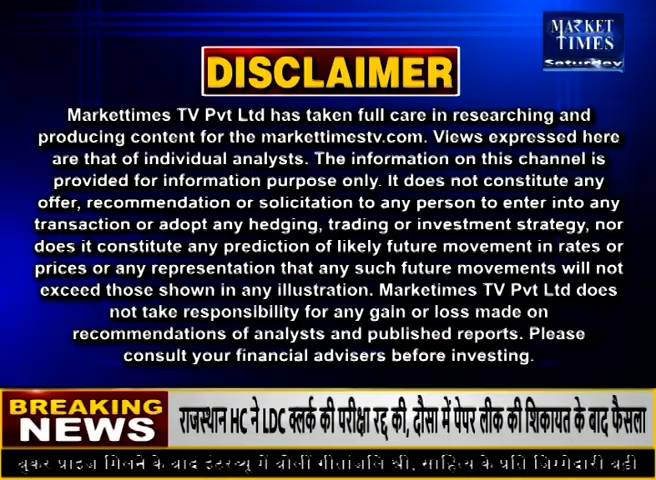 MARKET
TIMES
Saturday
DISCLAIMER
Markettimes TV Pvt Ltd has taken full care in researching and
producing content for the markettimestv.com. Views expressed here
are that of individual analysts. The information on this channel is
provided for information purpose only. It does not constitute any
offer, recommendation or solicitation to any person to enter into any
transaction or adopt any hedging, trading or investment strategy, nor
does it constitute any prediction of likely future movement in rates or
prices or any representation that any such future movements will not
exceed those shown in any illustration. Marketimes TV Pvt Ltd does
not take responsibility for any gain or loss made on
recommendations of analysts and published reports. Please
consult your financial advisers before investing.
BREAKING
NEWS
राजस्थान HC ने LDC क्लर्क की परीक्षा रद्द की, दौसा में पेपर लीक की शिकायत के बाद फैसला
बुकर प्राइज मिलने के बाद इंटरव्यू में बोलीं गीतांजलि श्री, साहित्य के प्रति जिम्मेदारी बढ़ी